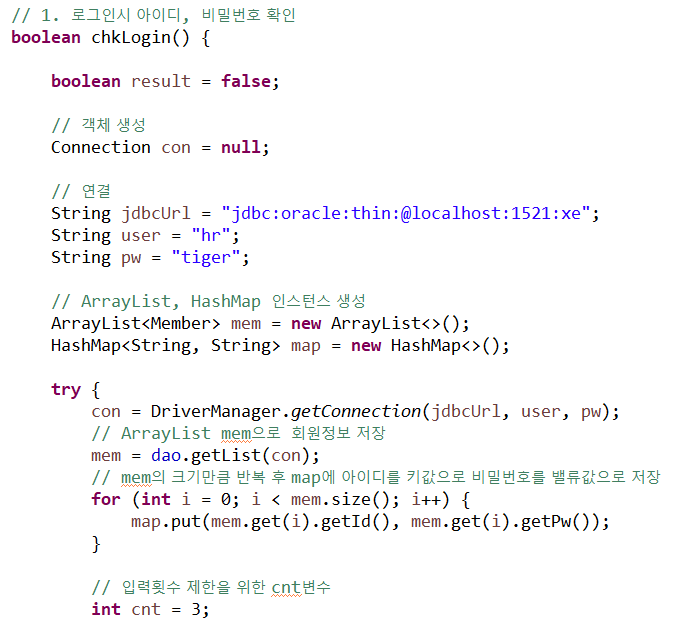 // 1. 로그인시 아이디, 비밀번호 확인
boolean chkLogin() {
boolean result = false;
// 객체 생성
Connection con = null;
// 연결
String jdbcUrl = "jdbc:oracle:thin:@localhost:1521:xe";
String user = "hr";
String pw = "tiger";
// ArrayList, HashMap 인스턴스 생성
ArrayList<Member> mem = new ArrayList<>();
HashMap<String, String> map = new HashMap<>();
try {
con = DriverManager.getConnection(jdbcUrl, user, pw);
// ArrayList mem으로 회원정보 저장
mem = dao.getList(con);
// mem의 크기만큼 반복 후 map에 아이디를 키값으로 비밀번호를 밸류값으로 저장
for (int i = 0; i < mem.size(); i++) {
map.put(mem.get(i).getId(), mem.get(i).getPw());
}
// 입력횟수 제한을 위한 cnt변수
int cnt = 3;